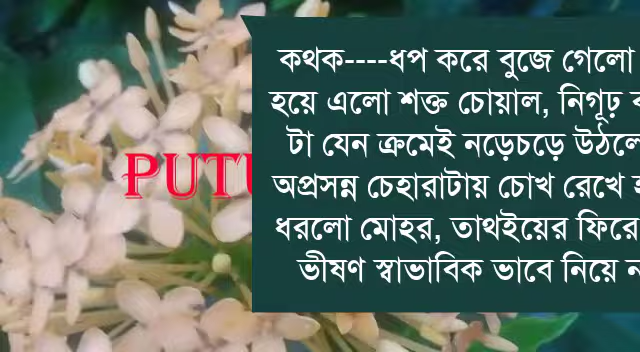 কথক----ধপ করে বুজে গেলো
হয়ে এলো শক্ত চোয়াল, নিগূঢ়
টা যেন ক্রমেই নড়েচড়ে উঠলে
অপ্রসন্ন চেহারাটায় চোখ রেখে
ধরলো মোহর, তাথইয়ের ফিরে
ভীষণ স্বাভাবিক ভাবে নিয়ে
PUTU